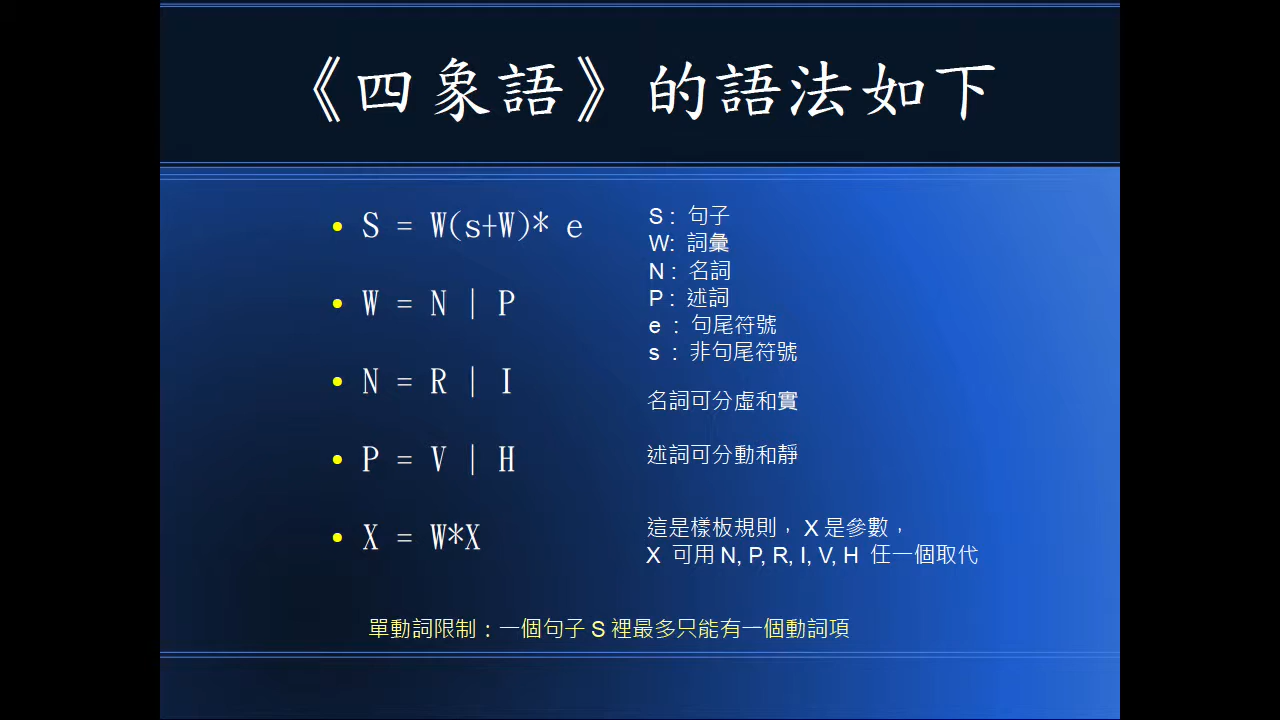 《四象語》的語法如下
• S = W(s+W)* e
• W = N | P
• N = R | I
• P = V | H
• X = W*X
S : 句子
W: 詞彙
N : 名詞
P : 述詞
e : 句尾符號
s : 非句尾符號
名詞可分虛和實
述詞可分動和靜
這是樣板規則， X 是參數，
X 可用 N, P, R, I, V, H 任一個取代
單動詞限制：一個句子 S 裡最多只能有一個動詞項